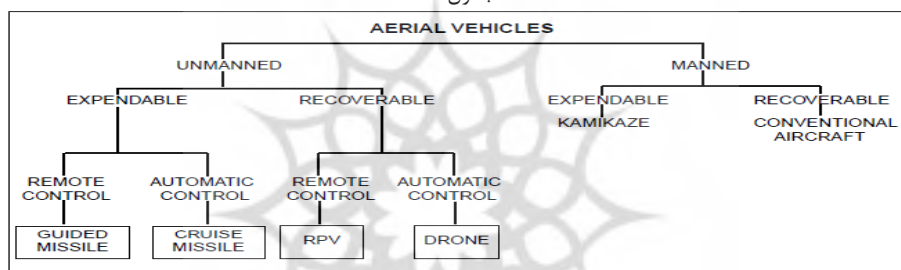 AERIAL VEHICLES
UNMANNED MANNED
EXPENDABLE RECOVERABLE EXPENDABLE RECOVERABLE
KAMIKAZE CONVENTIONAL
AIRCRAFT
REMOTE AUTOMATIC REMOTE AUTOMATIC
CONTROL CONTROL CONTROL CONTROL
GUIDED CRUISE RPV DRONE
MISSILE MISSILE